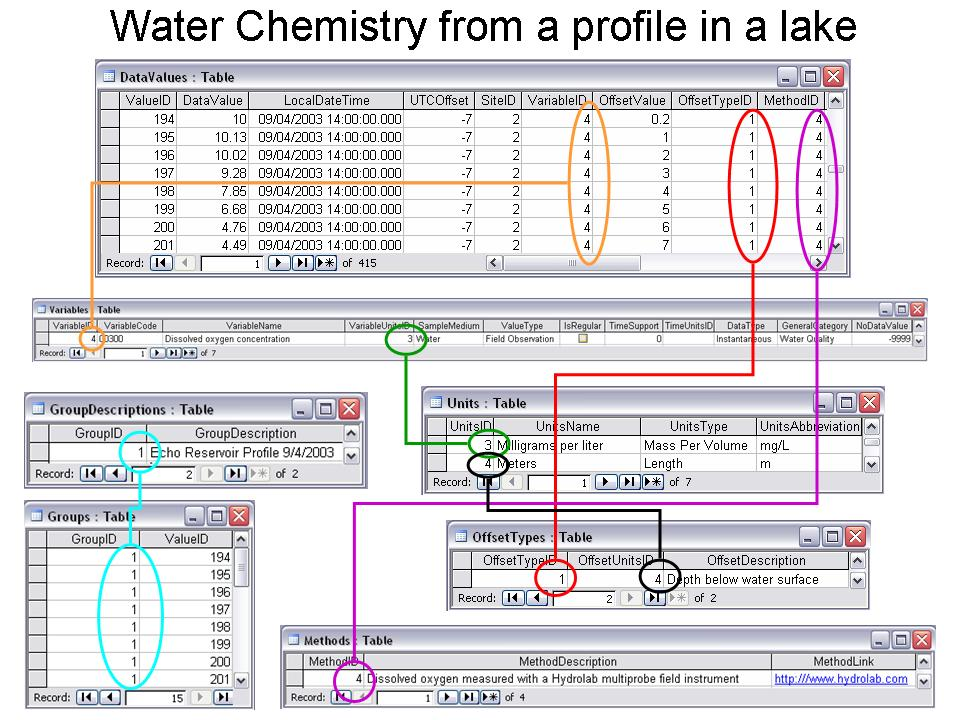 Water Chemistry from a profile in a lake
DataValues : Table
ValueID DataValue LocalDateTime UTCOffset SiteID VariableID OffsetValue OffsetTypeID MethodID
194 10 09/04/2003 14:00:00.000 -7 2 4 0.2 1 4
195 10.13 09/04/2003 14:00:00.000 -7 2 4 1 1 4
196 10.02 09/04/2003 14:00:00.000 -7 2 4 2 1 4
197 9.28 09/04/2003 14:00:00.000 -7 2 4 3 1 4
198 7.85 09/04/2003 14:00:00.000 -7 2 4 4 1 4
199 6.68 09/04/2003 14:00:00.000 -7 2 4 5 1 4
200 4.76 09/04/2003 14:00:00.000 -7 2 4 6 1 4
201 4.49 09/04/2003 14:00:00.000 -7 2 4 7 1 4
Record: 1 of 415
Variables : Table
VariableID VariableCode VariableName VariableUnitsID SampleMedium ValueType IsRegular TimeSupport TimeUnitsID DataType GeneralCategory NoDataValue
4 00300 Dissolved oxygen concentration 3 Water Field Observation 0 Instantaneous Water Quality -9999
Record: 1 of 7
GroupDescriptions : Table
GroupID GroupDescription
1 Echo Reservoir Profile 9/4/2003
Record: 2 of 2
Units : Table
UnitsID UnitsName UnitsType UnitsAbbreviation
3 Milligrams per liter Mass Per Volume mg/L
4 Meters Length m
Record: 1 of 7
Groups : Table
GroupID ValueID
1 194
1 195
1 196
1 197
1 198
1 199
1 200
1 201
Record: 15
OffsetTypes : Table
OffsetTypeID OffsetUnitsID OffsetDescription
1 4 Depth below water surface
Record: 2 of 2
Methods : Table
MethodID MethodDescription MethodLink
4 Dissolved oxygen measured with a Hydrolab multiprobe field instrument http://www.hydrolab.com
Record: 1 of 4